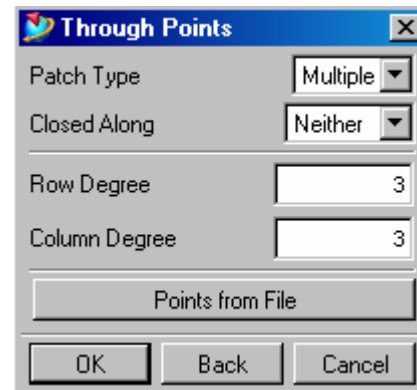 Through Points
Patch Type Multiple
Closed Along Neither
Row Degree 3
Column Degree 3
Points from File
OK Back Cancel